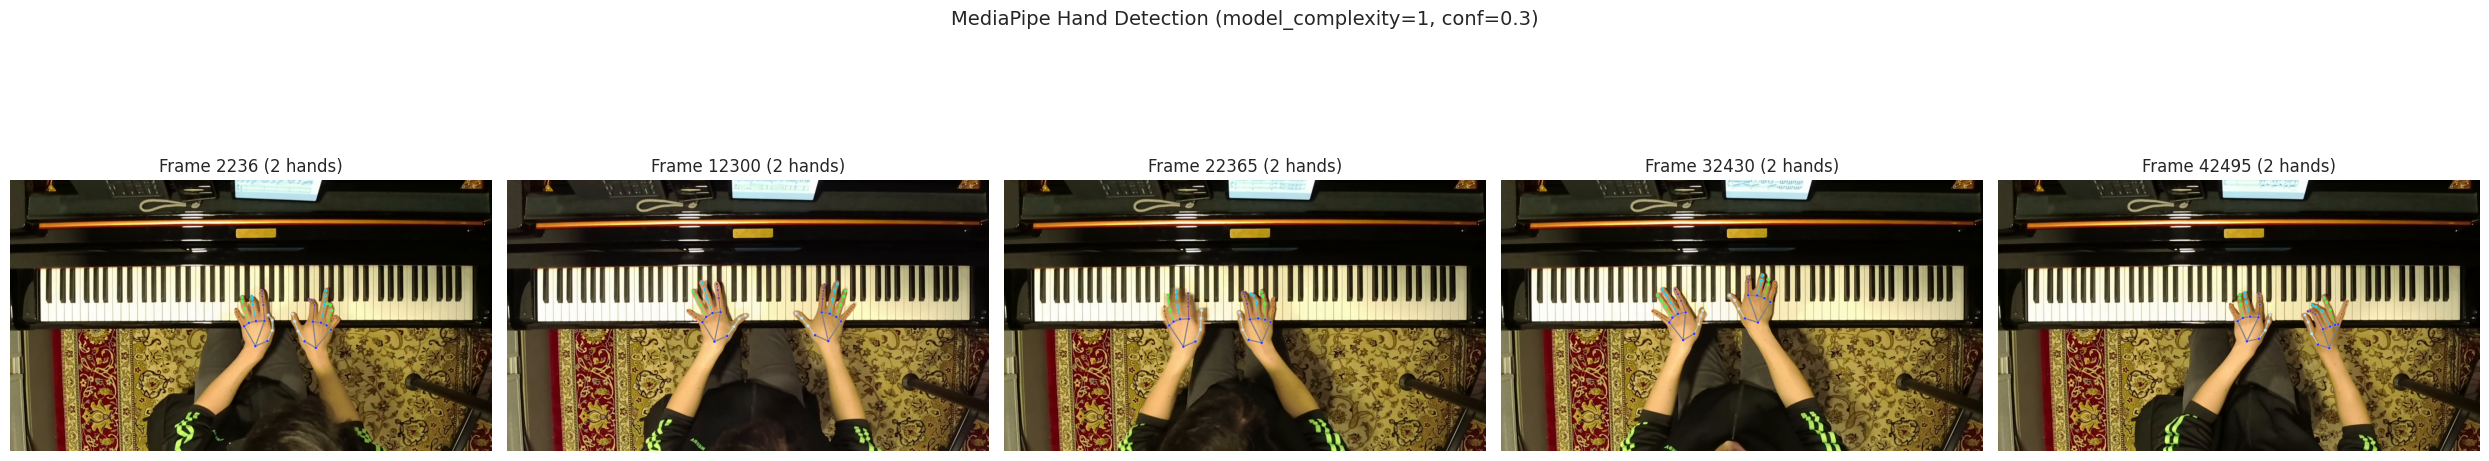 MediaPipe Hand Detection (model_complexity=1, conf=0.3)
Frame 2236 (2 hands)
Frame 12300 (2 hands)
Frame 22365 (2 hands)
Frame 32430 (2 hands)
Frame 42495 (2 hands)